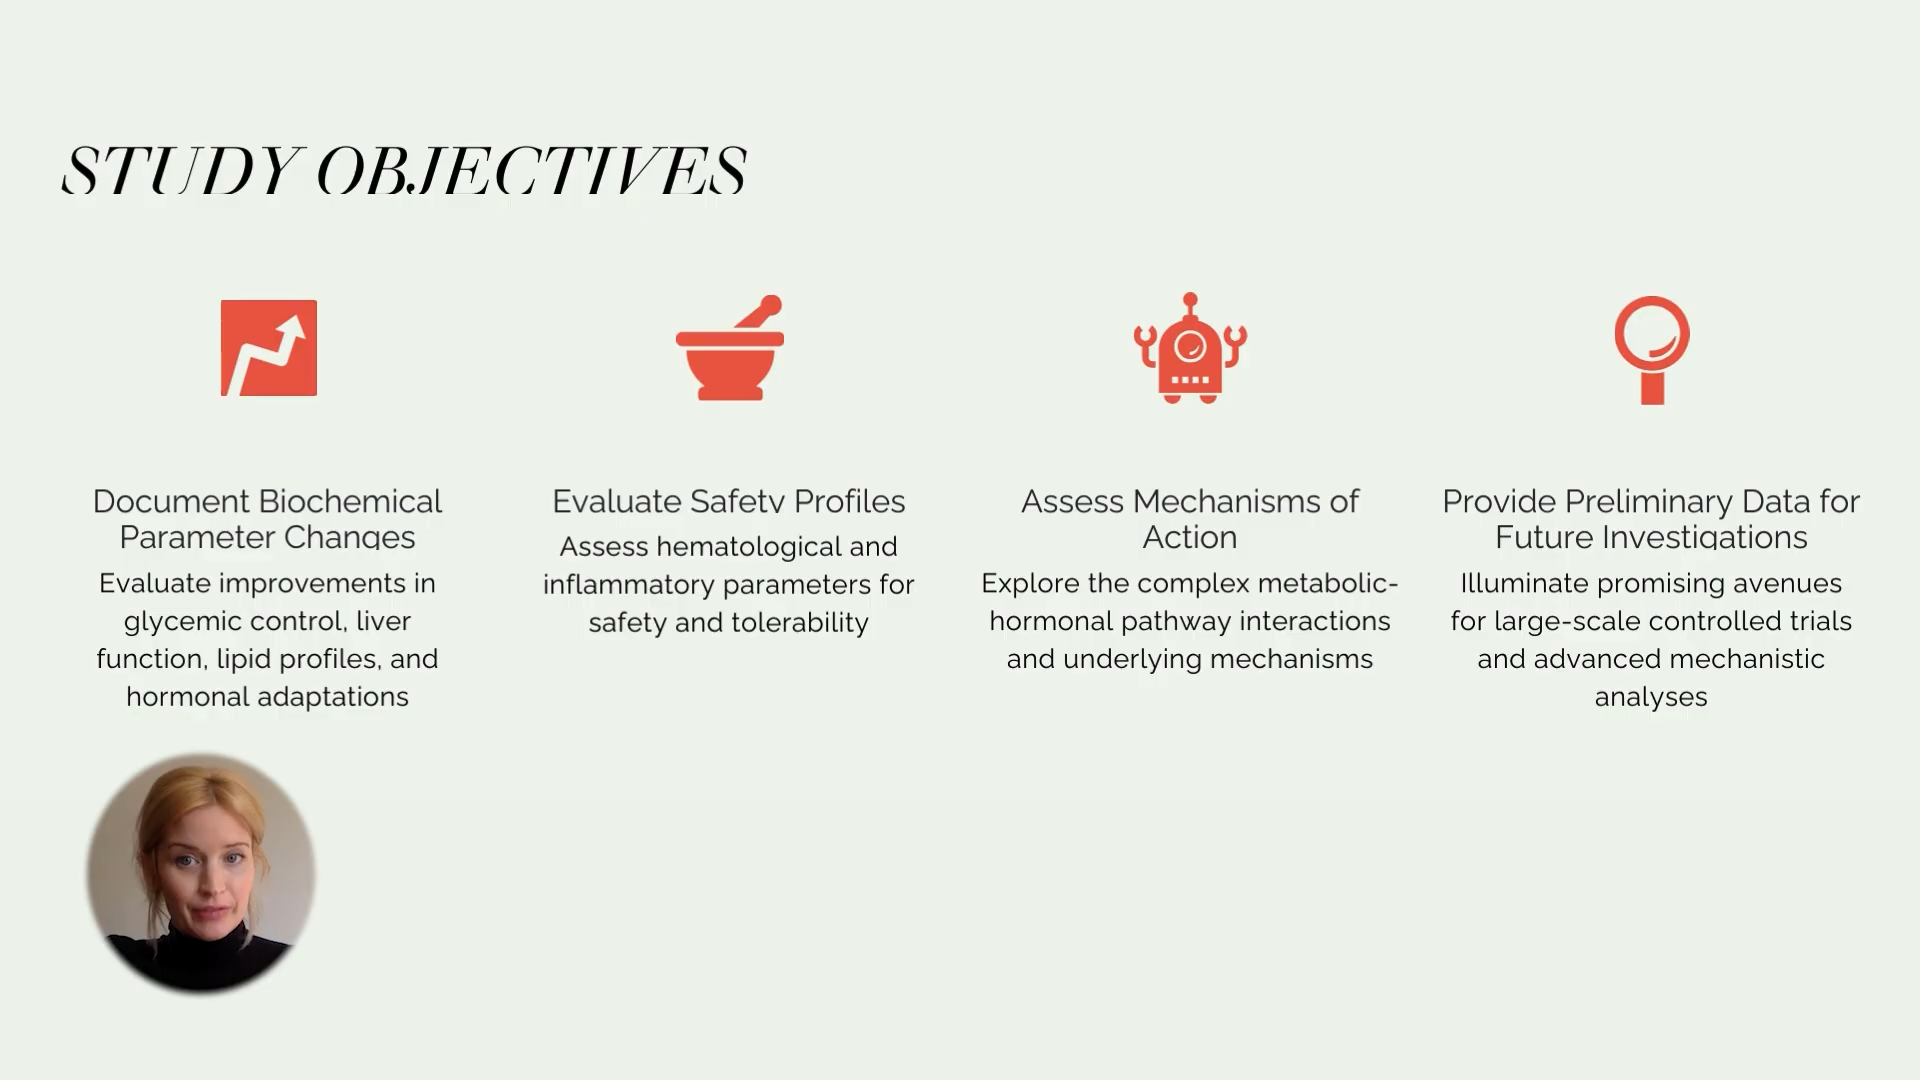 STUDY OBJECTIVES
Document Biochemical
Parameter Changes
Evaluate improvements in
glycemic control, liver
function, lipid profiles, and
hormonal adaptations
Evaluate Safety Profiles
Assess hematological and
inflammatory parameters for
safety and tolerability
Assess Mechanisms of
Action
Explore the complex metabolic-
hormonal pathway interactions
and underlying mechanisms
Provide Preliminary Data for
Future Investigations
Illuminate promising avenues
for large-scale controlled trials
and advanced mechanistic
analyses